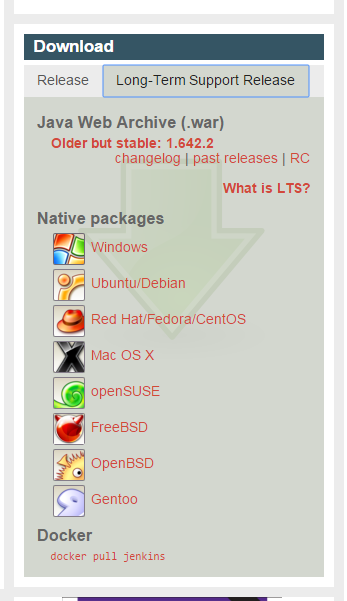 Download
Release Long-Term Support Release
Java Web Archive (.war)
Older but stable: 1.642.2
changelog | past releases | RC
What is LTS?
Native packages
Windows
Ubuntu/Debian
Red Hat/Fedora/CentOS
Mac OS X
openSUSE
FreeBSD
OpenBSD
Gentoo
Docker
docker pull jenkins